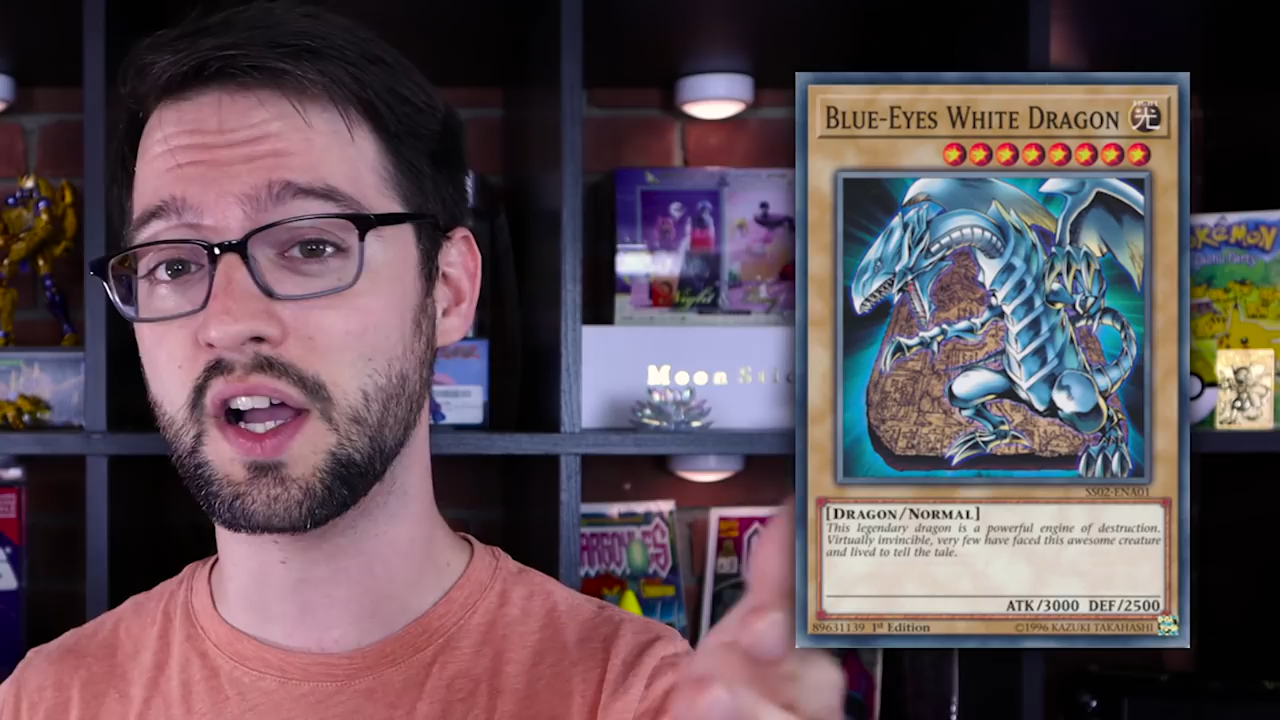 BLUE-EYES WHITE DRAGON 光
SS02-ENA01
[DRAGON/NORMAL]
This legendary dragon is a powerful engine of destruction.
Virtually invincible, very few have faced this awesome creature
and lived to tell the tale.
ATK/3000 DEF/2500
89631139 1st Edition ©1996 KAZUKI TAKAHASHI
POKéMON
Moon Stic
GARGOYLES